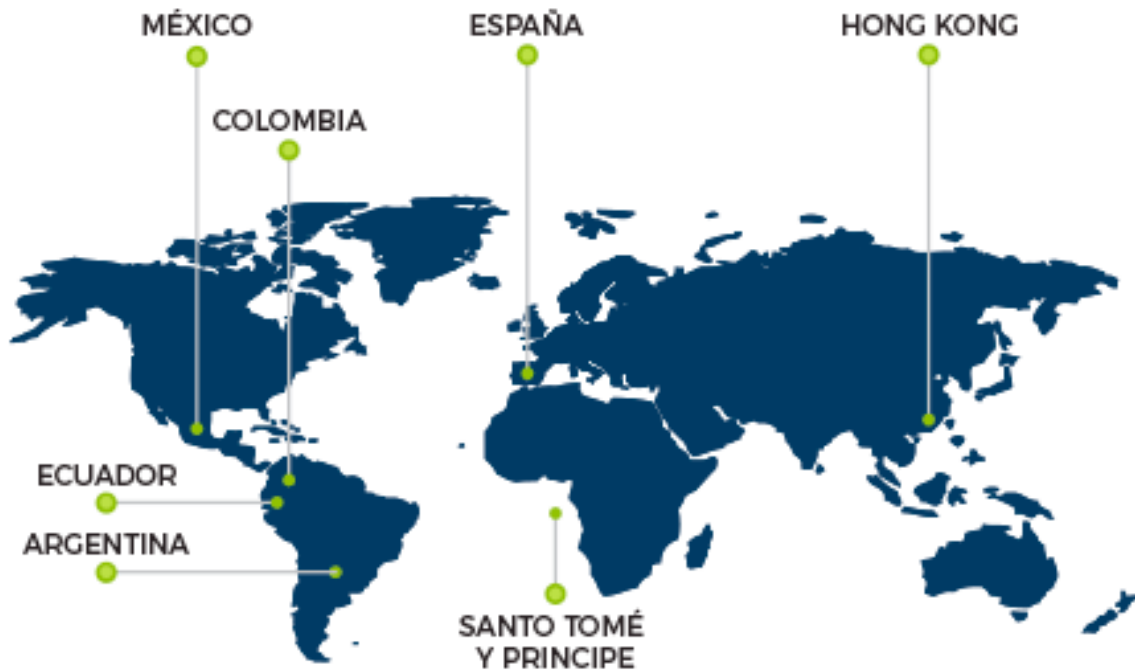 MÉXICO
ESPAÑA
HONG KONG
COLOMBIA
ECUADOR
ARGENTINA
SANTO TOMÉ
Y PRINCIPE